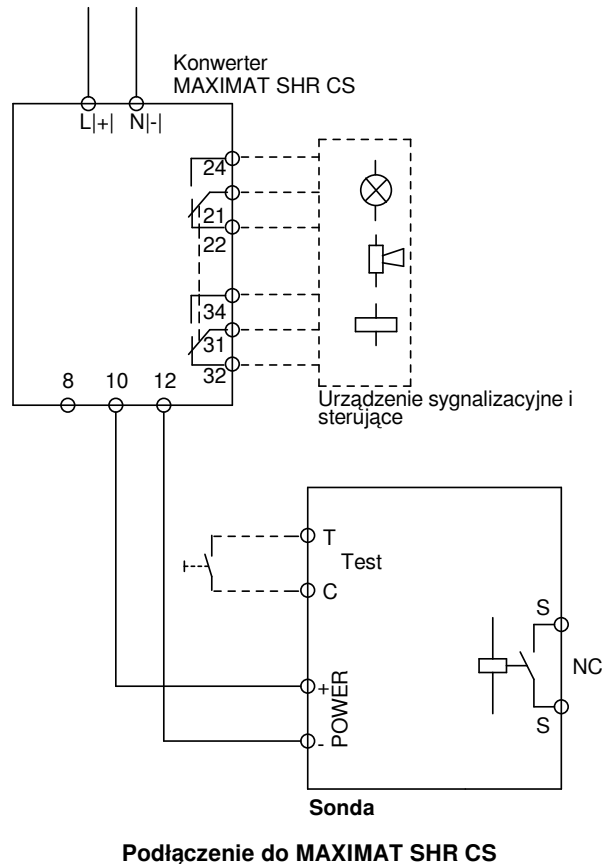 Konwerter
MAXIMAT SHR CS
L|+| N|-|
24
21
22
34
31
32
8 10 12
Urządzenie sygnalizacyjne i
sterujące
T
Test
C
S
NC
S
+
POWER
-
Sonda
Podłączenie do MAXIMAT SHR CS